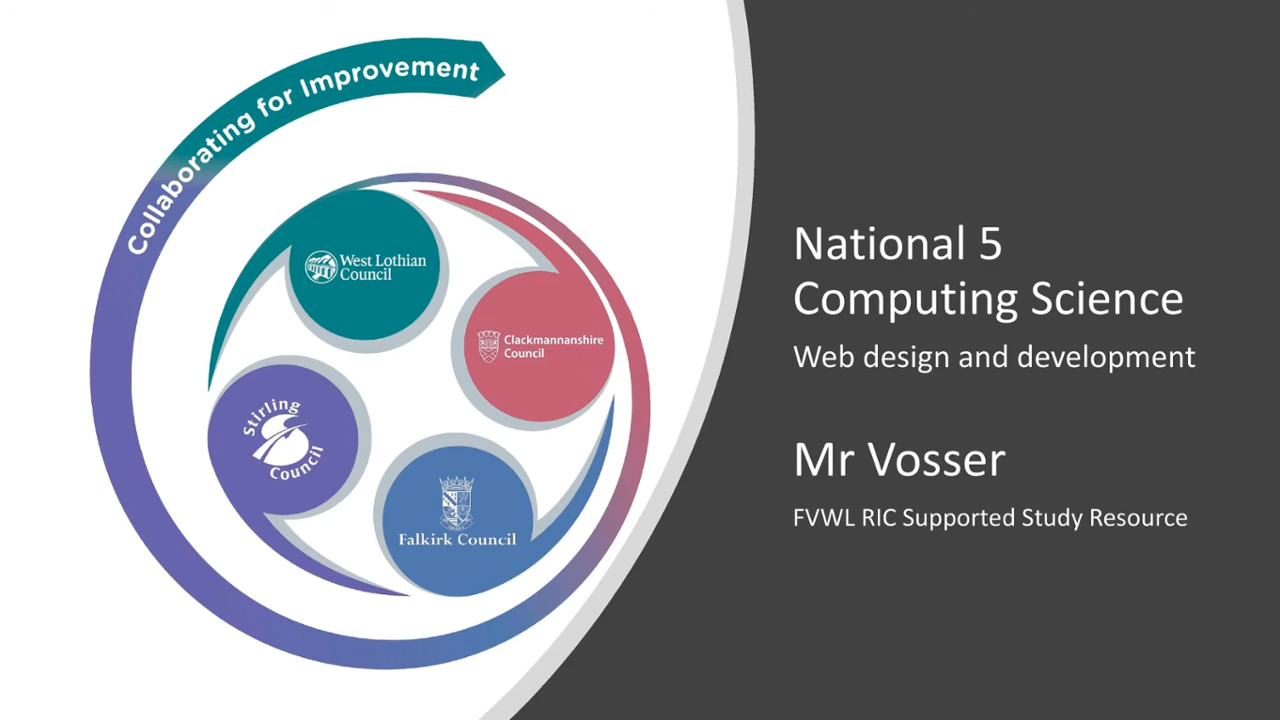 Collaborating for Improvement
West Lothian
Council
Clackmannanshire
Council
Stirling
Council
Falkirk Council
National 5
Computing Science
Web design and development
Mr Vosser
FVWL RIC Supported Study Resource